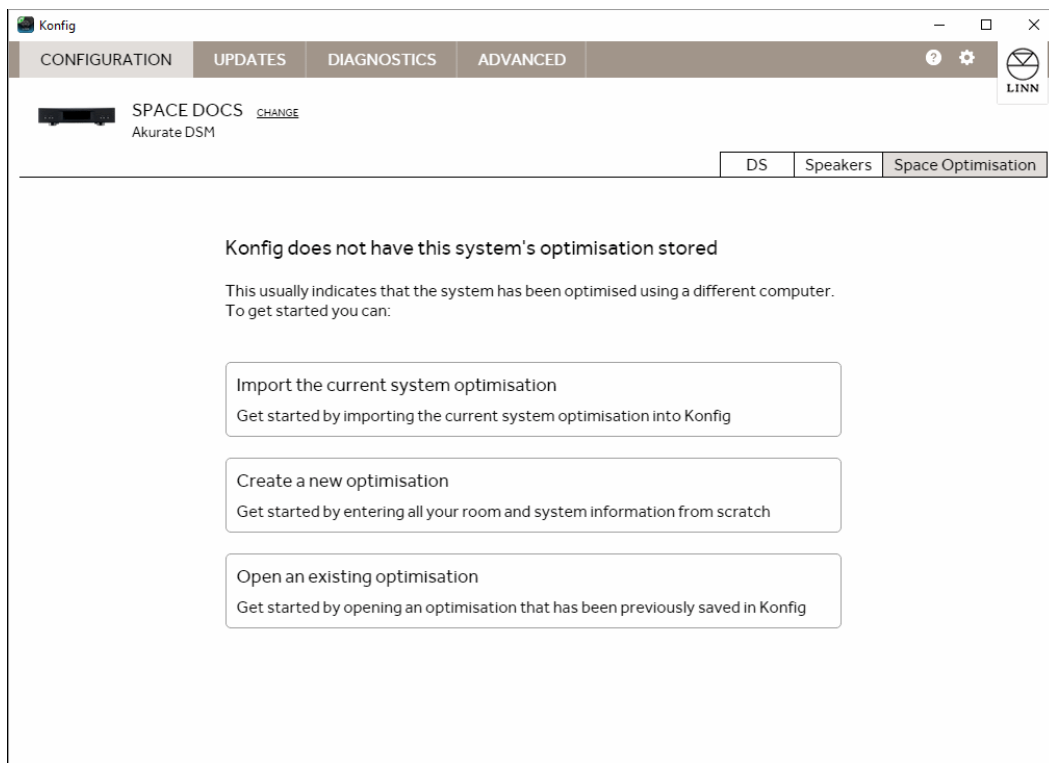 Konfig
CONFIGURATION UPDATES DIAGNOSTICS ADVANCED
LINN
SPACE DOCS CHANGE
Akurate DSM
DS Speakers Space Optimisation
Konfig does not have this system's optimisation stored
This usually indicates that the system has been optimised using a different computer.
To get started you can:
Import the current system optimisation
Get started by importing the current system optimisation into Konfig
Create a new optimisation
Get started by entering all your room and system information from scratch
Open an existing optimisation
Get started by opening an optimisation that has been previously saved in Konfig